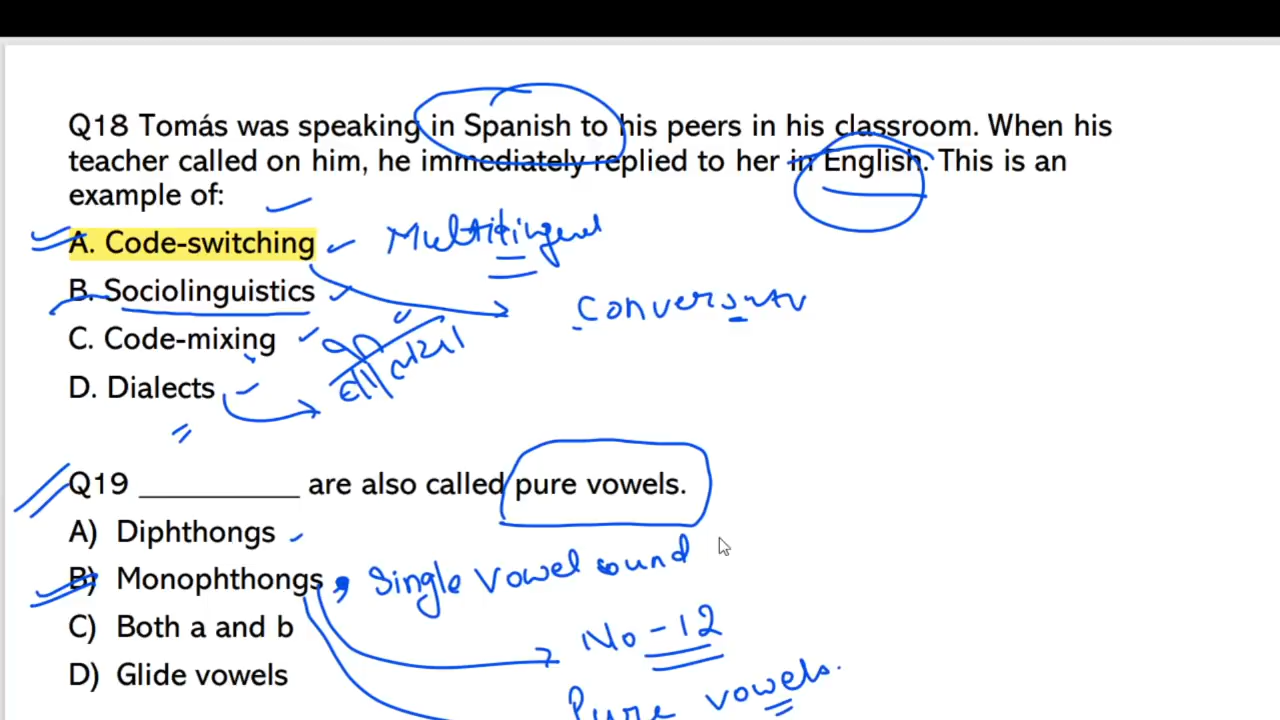 Q18 Tomás was speaking in Spanish to his peers in his classroom. When his
teacher called on him, he immediately replied to her in English. This is an
example of:
A. Code-switching
Multilingual
B. Sociolinguistics
C. Code-mixing
D. Dialects
Q19 __________ are also called pure vowels.
A) Diphthongs
B) Monophthongs
Single vowel sound
C) Both a and b
No - 12
D) Glide vowels
Pure vowels.